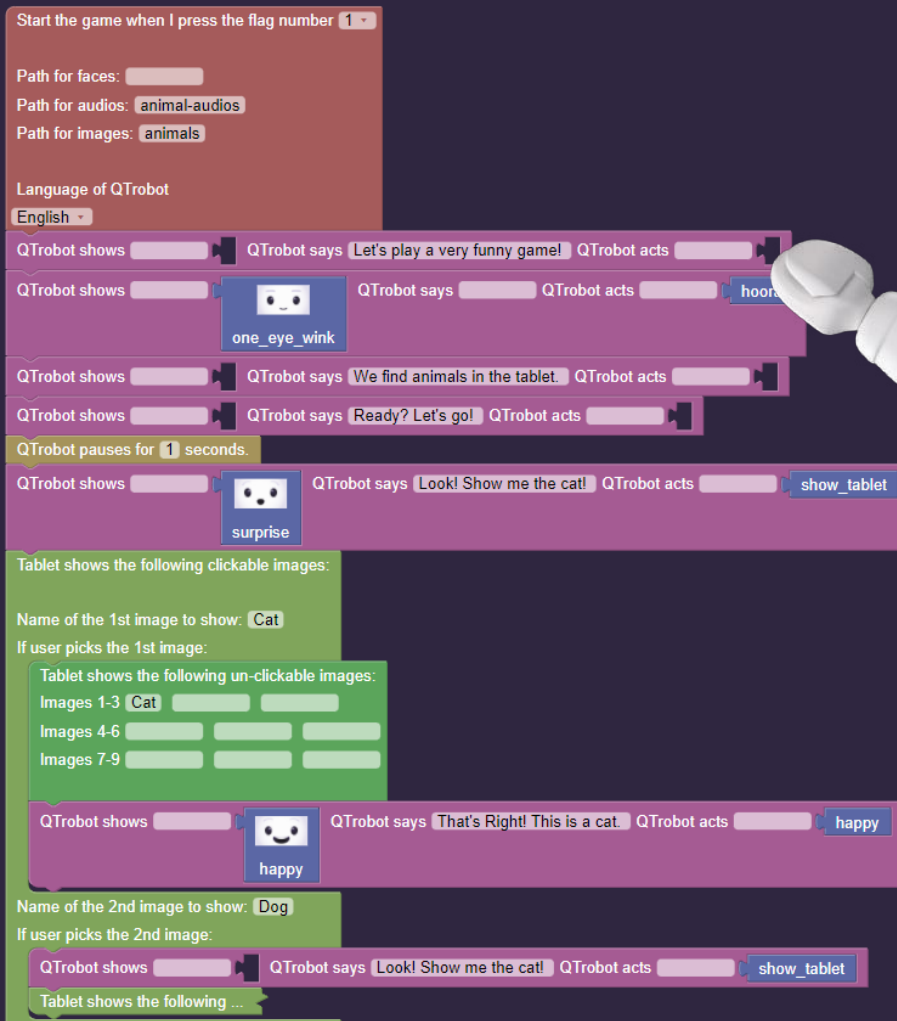 Start the game when I press the flag number 1
Path for faces:
Path for audios: animal-audios
Path for images: animals
Language of QTrobot
English
QTrobot shows QTrobot says Let's play a very funny game! QTrobot acts
QTrobot shows one_eye_wink QTrobot says QTrobot acts
QTrobot shows QTrobot says We find animals in the tablet. QTrobot acts
QTrobot shows QTrobot says Ready? Let's go! QTrobot acts
QTrobot pauses for 1 seconds.
QTrobot shows surprise QTrobot says Look! Show me the cat! QTrobot acts show_tablet
Tablet shows the following clickable images:
Name of the 1st image to show: Cat
If user picks the 1st image:
Tablet shows the following un-clickable images:
Images 1-3 Cat
Images 4-6
Images 7-9
QTrobot shows happy QTrobot says That's Right! This is a cat. QTrobot acts happy
Name of the 2nd image to show: Dog
If user picks the 2nd image:
QTrobot shows QTrobot says Look! Show me the cat! QTrobot acts show_tablet
Tablet shows the following ...